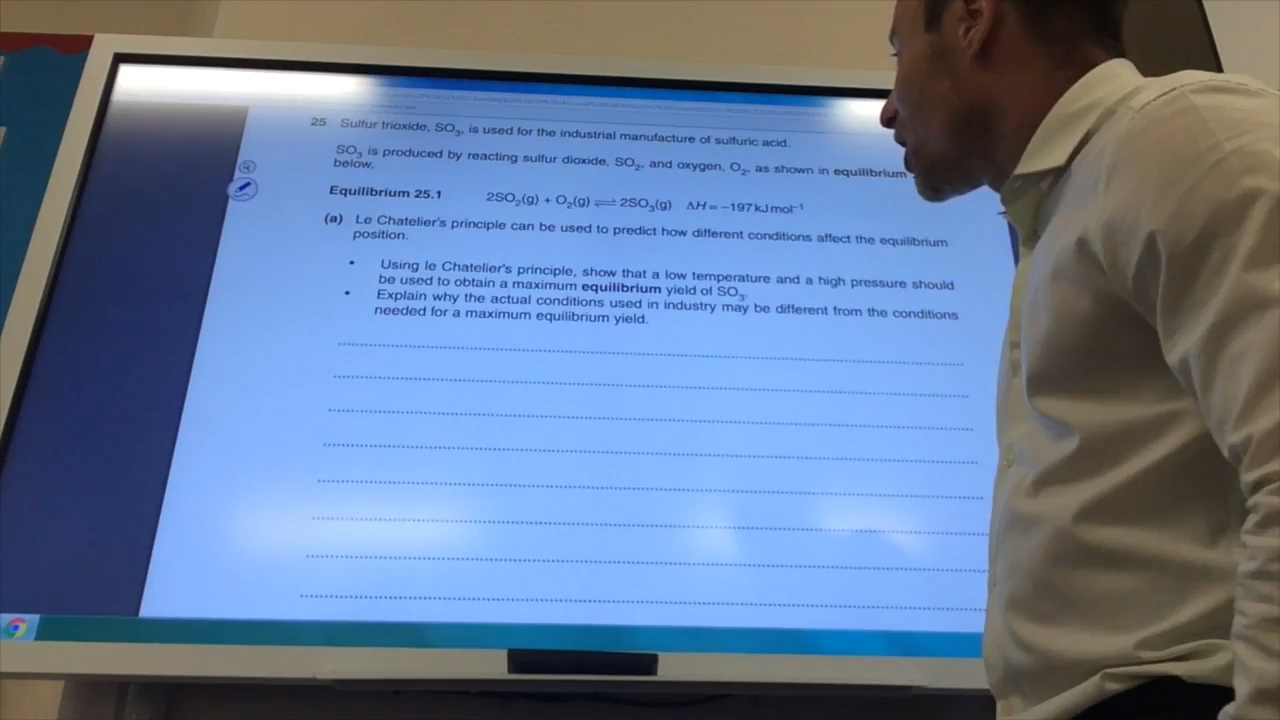 25 Sulfur trioxide, SO₃, is used for the industrial manufacture of sulfuric acid.
SO₃ is produced by reacting sulfur dioxide, SO₂, and oxygen, O₂, as shown in equilibrium
below.
Equilibrium 25.1 2SO₂(g) + O₂(g) ⇌ 2SO₃(g) ΔH = −197 kJ mol⁻¹
(a) Le Chatelier's principle can be used to predict how different conditions affect the equilibrium
position.
• Using le Chatelier's principle, show that a low temperature and a high pressure should
be used to obtain a maximum equilibrium yield of SO₃.
• Explain why the actual conditions used in industry may be different from the conditions
needed for a maximum equilibrium yield.